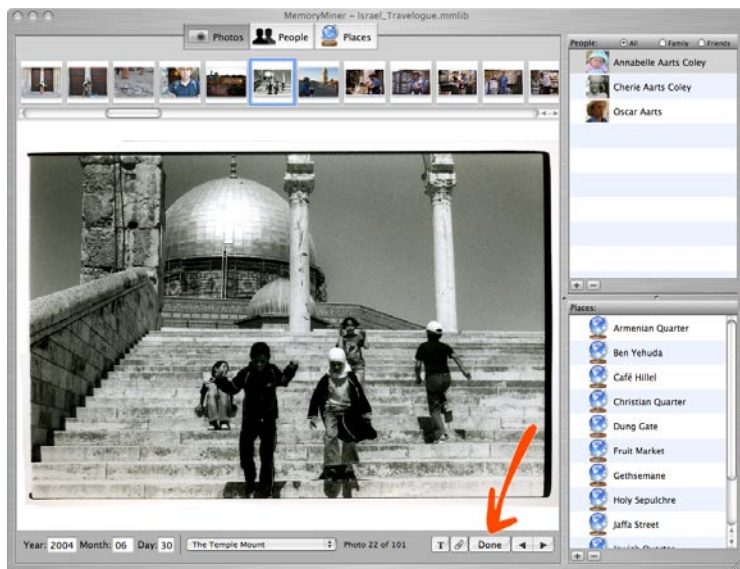 MemoryMiner – Israel_Travelogue.mmlib
Photos People Places
People: All Family Friends
Annabelle Aarts Coley
Cherie Aarts Coley
Oscar Aarts
Places:
Armenian Quarter
Ben Yehuda
Café Hillel
Christian Quarter
Dung Gate
Fruit Market
Gethsemane
Holy Sepulchre
Jaffa Street
Year: 2004 Month: 06 Day: 30 The Temple Mount Photo 22 of 101 T Done